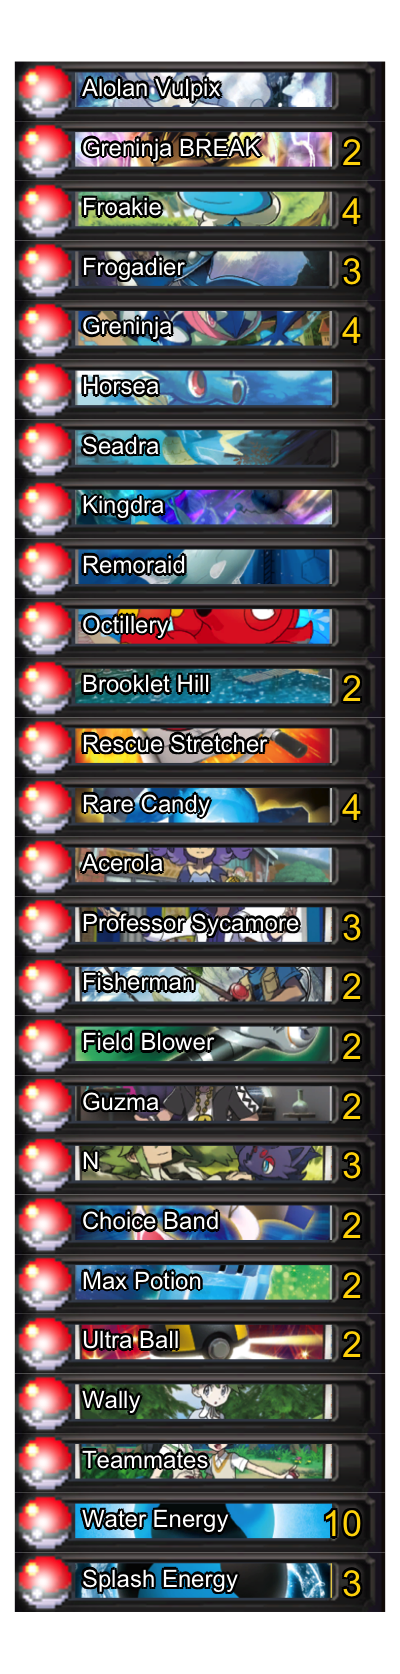 Alolan Vulpix
Greninja BREAK 2
Froakie 4
Frogadier 3
Greninja 4
Horsea
Seadra
Kingdra
Remoraid
Octillery
Brooklet Hill 2
Rescue Stretcher
Rare Candy 4
Acerola
Professor Sycamore 3
Fisherman 2
Field Blower 2
Guzma 2
N 3
Choice Band 2
Max Potion 2
Ultra Ball 2
Wally
Teammates
Water Energy 10
Splash Energy 3